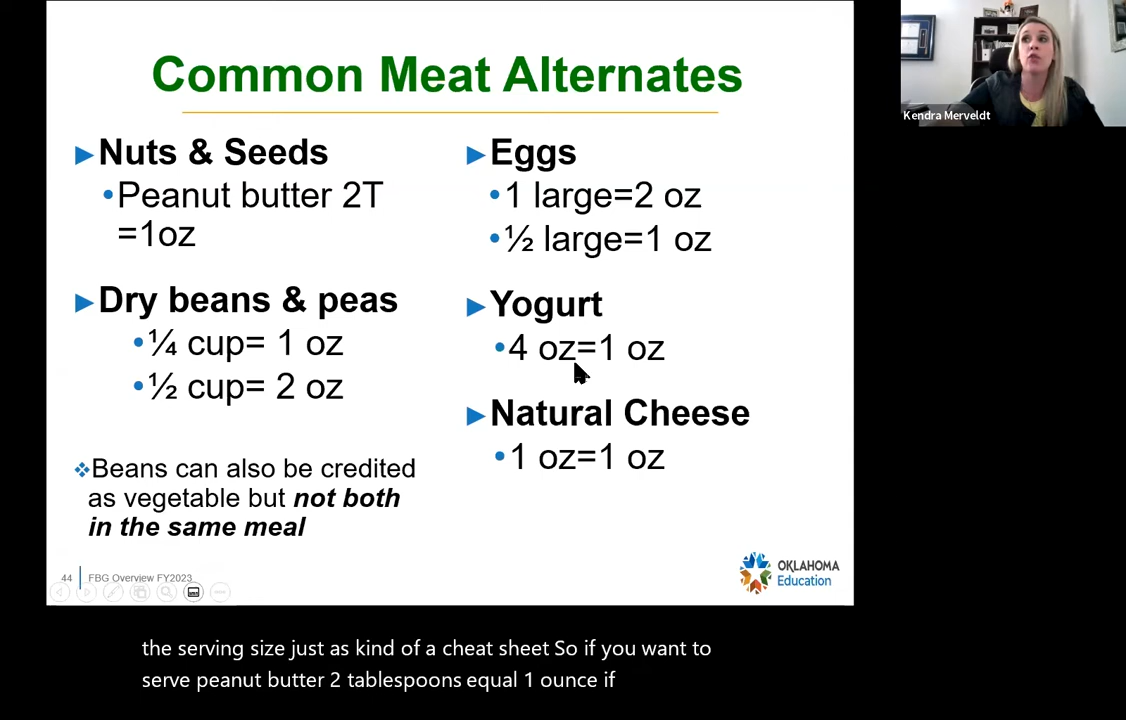 Common Meat Alternates
►Nuts & Seeds
•Peanut butter 2T
=1oz
►Dry beans & peas
•¼ cup= 1 oz
•½ cup= 2 oz
❖Beans can also be credited
as vegetable but not both
in the same meal
►Eggs
•1 large=2 oz
•½ large=1 oz
►Yogurt
•4 oz=1 oz
►Natural Cheese
•1 oz=1 oz
44 FBG Overview FY2023
OKLAHOMA
Education
Kendra Merveldt
the serving size just as kind of a cheat sheet So if you want to
serve peanut butter 2 tablespoons equal 1 ounce if